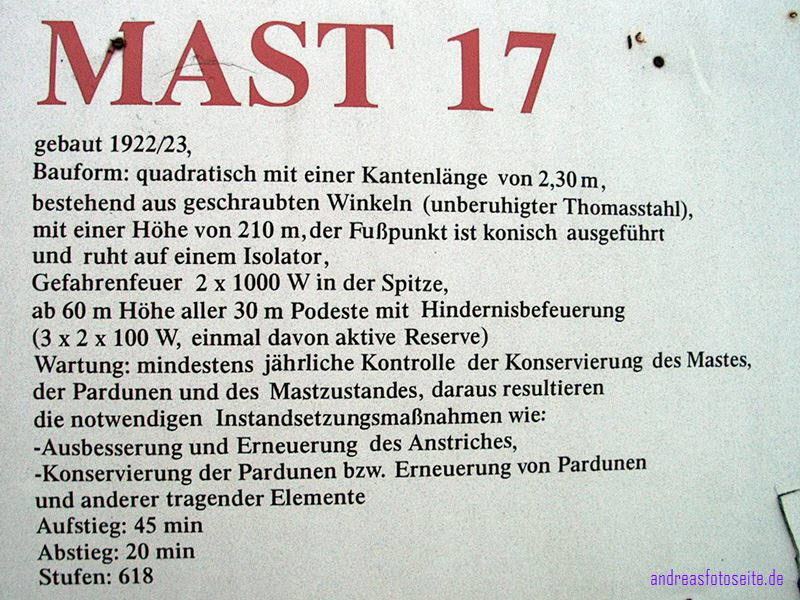 MAST 17
gebaut 1922/23,
Bauform: quadratisch mit einer Kantenlänge von 2,30 m,
bestehend aus geschraubten Winkeln (unberuhigter Thomasstahl),
mit einer Höhe von 210 m, der Fußpunkt ist konisch ausgeführt
und ruht auf einem Isolator,
Gefahrenfeuer 2 x 1000 W in der Spitze,
ab 60 m Höhe aller 30 m Podeste mit Hindernisbefeuerung
(3 x 2 x 100 W, einmal davon aktive Reserve)
Wartung: mindestens jährliche Kontrolle der Konservierung des Mastes,
der Pardunen und des Mastzustandes, daraus resultieren
die notwendigen Instandsetzungsmaßnahmen wie:
-Ausbesserung und Erneuerung des Anstriches,
-Konservierung der Pardunen bzw. Erneuerung von Pardunen
und anderer tragender Elemente
Aufstieg: 45 min
Abstieg: 20 min
Stufen: 618
andreasfotoseite.de